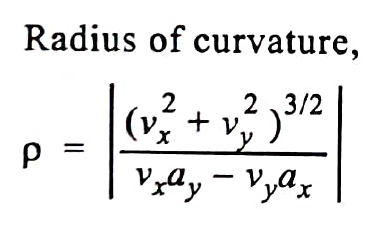 Radius of curvature,
ρ = | (v_x^2 + v_y^2)^{3/2} / (v_x a_y − v_y a_x) |